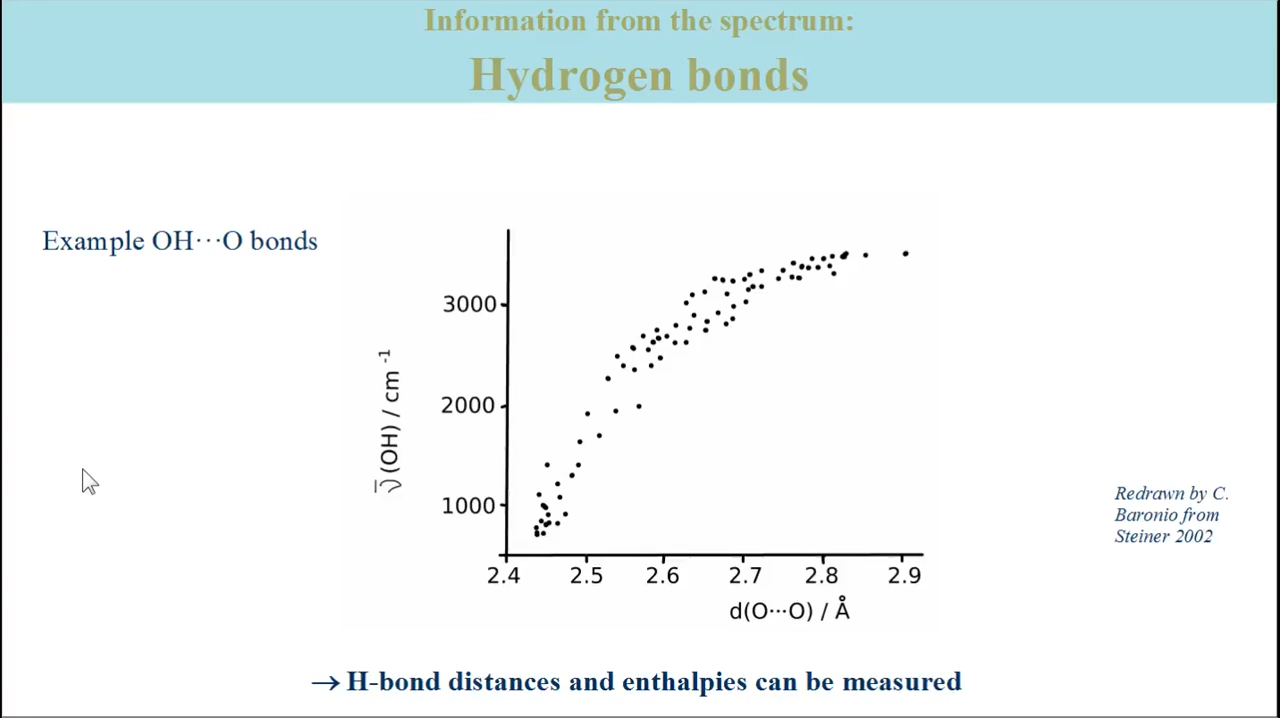 Information from the spectrum:
Hydrogen bonds
Example OH···O bonds
3000
2000
1000
ν̅ (OH) / cm⁻¹
2.4 2.5 2.6 2.7 2.8 2.9
d(O···O) / Å
Redrawn by C.
Baronio from
Steiner 2002
→ H-bond distances and enthalpies can be measured